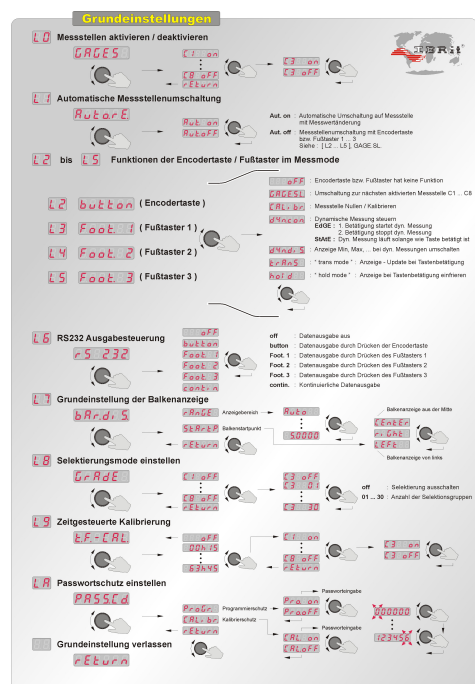 Grundeinstellungen
IBRit
L0 Messstellen aktivieren / deaktivieren
GAGES
C1 on
C8 oFF
rEturn
C3 on
C3 oFF
L1 Automatische Messstellenumschaltung
AutorE
Aut. on
AutoFF
Aut. on : Automatische Umschaltung auf Messstelle
mit Messwertänderung
Aut. off : Messstellenumschaltung mit Encodertaste
bzw. Fußtaster 1 ... 3
Siehe : [ L2 ... L5 ], GAGE.SL.
L2 bis L5 Funktionen der Encodertaste / Fußtaster im Messmode
L2 button ( Encodertaste )
L3 Foot. 1 ( Fußtaster 1 )
L4 Foot. 2 ( Fußtaster 2 )
L5 Foot. 3 ( Fußtaster 3 )
oFF : Encodertaste bzw. Fußtaster hat keine Funktion
GAGESL : Umschaltung zur nächsten aktivierten Messstelle C1 ... C8
CALibr : Messstelle Nullen / Kalibrieren
dYncon : Dynamische Messung steuern
EdGE : 1. Betätigung startet dyn. Messung
2. Betätigung stoppt dyn. Messung
StAtE : Dyn. Messung läuft solange wie Taste betätigt ist
dYndiS : Anzeige Min, Max, ... bei dyn. Messungen umschalten
trAnS : " trans mode " : Anzeige - Update bei Tastenbetätigung
hold : " hold mode " : Anzeige bei Tastenbetätigung einfrieren
L6 RS232 Ausgabesteuerung
rS 232
oFF
button
Foot. 1
Foot. 2
Foot. 3
contin
off : Datenausgabe aus
button : Datenausgabe durch Drücken der Encodertaste
Foot. 1 : Datenausgabe durch Drücken des Fußtasters 1
Foot. 2 : Datenausgabe durch Drücken des Fußtasters 2
Foot. 3 : Datenausgabe durch Drücken des Fußtasters 3
contin. : Kontinuierliche Datenausgabe
L7 Grundeinstellung der Balkenanzeige
bAr.diS
rAnGE Anzeigebereich
StArtP Balkenstartpunkt
rEturn
Auto
5.0000
Balkenanzeige aus der Mitte
CEntEr
riGht
LEFt
Balkenanzeige von links
L8 Selektierungsmode einstellen
GrAdE
C1 oFF
C8 oFF
rEturn
C3 oFF
C3 01
C3 30
off : Selektierung ausschalten
01 ... 30 : Anzahl der Selektionsgruppen
L9 Zeitgesteuerte Kalibrierung
t.F.-CAL
oFF
00h15
63h45
C1 on
C8 oFF
rEturn
C3 on
C3 oFF
LA Passwortschutz einstellen
PASS.Cd
ProGr. Programmierschutz
CALibr Kalibrierschutz
rEturn
Passworteingabe
Pro. on
ProoFF
Passworteingabe
CAL. on
CAL.oFF
000000
123456
Grundeinstellung verlassen
rEturn